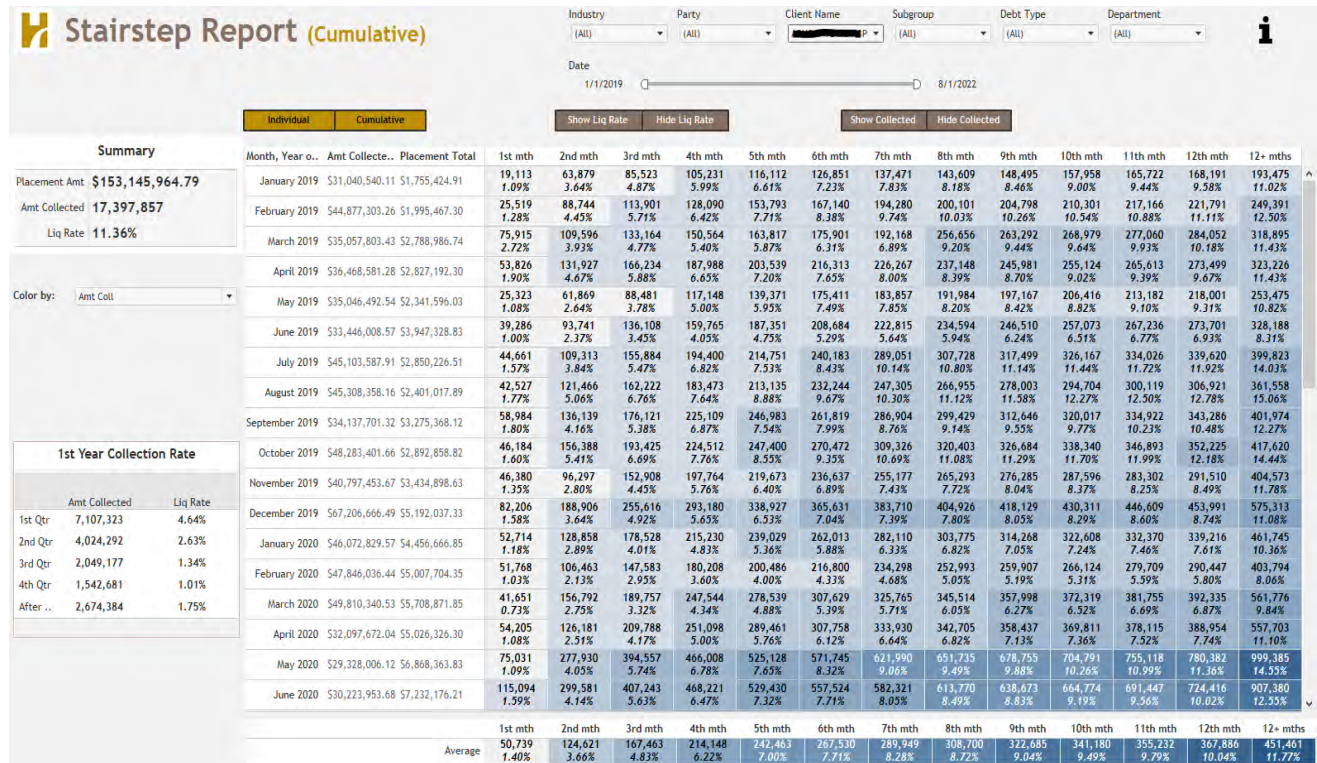 Stairstep Report (Cumulative)
Industry Party Client Name Subgroup Debt Type Department
(All) (All) P (All) (All) (All)
Date
1/1/2019 8/1/2022
Individual Cumulative Show Liq Rate Hide Liq Rate Show Collected Hide Collected
Summary
Placement Amt $153,145,964.79
Amt Collected 17,397,857
Liq Rate 11.36%
Color by: Amt Coll
1st Year Collection Rate
Amt Collected Liq Rate
1st Qtr 7,107,323 4.64%
2nd Qtr 4,024,292 2.63%
3rd Qtr 2,049,177 1.34%
4th Qtr 1,542,681 1.01%
After .. 2,674,384 1.75%
Month, Year o.. Amt Collecte.. Placement Total 1st mth 2nd mth 3rd mth 4th mth 5th mth 6th mth 7th mth 8th mth 9th mth 10th mth 11th mth 12th mth 12+ mths
January 2019 $31,040,540.11 $1,755,424.91 19,113 63,879 85,523 105,231 116,112 126,851 137,471 143,609 148,495 157,958 165,722 168,191 193,475
1.09% 3.64% 4.87% 5.99% 6.61% 7.23% 7.83% 8.18% 8.46% 9.00% 9.44% 9.58% 11.02%
February 2019 $44,877,303.26 $1,995,467.30 25,519 88,744 113,901 128,090 153,793 167,140 194,280 200,101 204,798 210,301 217,166 221,791 249,391
1.28% 4.45% 5.71% 6.42% 7.71% 8.38% 9.74% 10.03% 10.26% 10.54% 10.88% 11.11% 12.50%
March 2019 $35,057,803.43 $2,788,986.74 75,915 109,596 133,164 150,564 163,817 175,901 192,168 256,656 263,292 268,979 277,060 284,052 318,895
2.72% 3.93% 4.77% 5.40% 5.87% 6.31% 6.89% 9.20% 9.44% 9.64% 9.93% 10.18% 11.43%
April 2019 $36,468,581.28 $2,827,192.30 53,826 131,927 166,234 187,988 203,539 216,313 226,267 237,148 245,981 255,124 265,613 273,499 323,226
1.90% 4.67% 5.88% 6.65% 7.20% 7.65% 8.00% 8.39% 8.70% 9.02% 9.39% 9.67% 11.43%
May 2019 $35,046,492.54 $2,341,596.03 25,323 61,869 88,481 117,148 139,371 175,411 183,857 191,984 197,167 206,416 213,182 218,001 253,475
1.08% 2.64% 3.78% 5.00% 5.95% 7.49% 7.85% 8.20% 8.42% 8.82% 9.10% 9.31% 10.82%
June 2019 $33,446,008.57 $3,947,328.83 39,286 93,741 136,108 159,765 187,351 208,684 222,815 234,594 246,510 257,073 267,236 273,701 328,188
1.00% 2.37% 3.45% 4.05% 4.75% 5.29% 5.64% 5.94% 6.24% 6.51% 6.77% 6.93% 8.31%
July 2019 $45,103,587.91 $2,850,226.51 44,661 109,313 155,884 194,400 214,751 240,183 289,051 307,728 317,499 326,167 334,026 339,620 399,823
1.57% 3.84% 5.47% 6.82% 7.53% 8.43% 10.14% 10.80% 11.14% 11.44% 11.72% 11.92% 14.03%
August 2019 $45,308,358.16 $2,401,017.89 42,527 121,466 162,222 183,473 213,135 232,244 247,305 266,955 278,003 294,704 300,119 306,921 361,558
1.77% 5.06% 6.76% 7.64% 8.88% 9.67% 10.30% 11.12% 11.58% 12.27% 12.50% 12.78% 15.06%
September 2019 $34,137,701.32 $3,275,368.12 58,984 136,139 176,121 225,109 246,983 261,819 286,904 299,429 312,646 320,017 334,922 343,286 401,974
1.80% 4.16% 5.38% 6.87% 7.54% 7.99% 8.76% 9.14% 9.55% 9.77% 10.23% 10.48% 12.27%
October 2019 $48,283,401.66 $2,892,858.82 46,184 156,388 193,425 224,512 247,400 270,472 309,326 320,403 326,684 338,340 346,893 352,225 417,620
1.60% 5.41% 6.69% 7.76% 8.55% 9.35% 10.69% 11.08% 11.29% 11.70% 11.99% 12.18% 14.44%
November 2019 $40,797,453.67 $3,434,898.63 46,380 96,297 152,908 197,764 219,673 236,637 255,177 265,293 276,285 287,596 283,302 291,510 404,573
1.35% 2.80% 4.45% 5.76% 6.40% 6.89% 7.43% 7.72% 8.04% 8.37% 8.25% 8.49% 11.78%
December 2019 $67,206,666.49 $5,192,037.33 82,206 188,906 255,616 293,180 338,927 365,631 383,710 404,926 418,129 430,311 446,609 453,991 575,313
1.58% 3.64% 4.92% 5.65% 6.53% 7.04% 7.39% 7.80% 8.05% 8.29% 8.60% 8.74% 11.08%
January 2020 $46,072,829.57 $4,456,666.85 52,714 128,858 178,528 215,230 239,029 262,013 282,110 303,775 314,268 322,608 332,370 339,216 461,745
1.18% 2.89% 4.01% 4.83% 5.36% 5.88% 6.33% 6.82% 7.05% 7.24% 7.46% 7.61% 10.36%
February 2020 $47,846,036.44 $5,007,704.35 51,768 106,463 147,583 180,208 200,486 216,800 234,298 252,993 259,907 266,124 279,709 290,447 403,794
1.03% 2.13% 2.95% 3.60% 4.00% 4.33% 4.68% 5.05% 5.19% 5.31% 5.59% 5.80% 8.06%
March 2020 $49,810,340.53 $5,708,871.85 41,651 156,792 189,757 247,544 278,539 307,629 325,765 345,514 357,998 372,319 381,755 392,335 561,776
0.73% 2.75% 3.32% 4.34% 4.88% 5.39% 5.71% 6.05% 6.27% 6.52% 6.69% 6.87% 9.84%
April 2020 $32,097,672.04 $5,026,326.30 54,205 126,181 209,788 251,098 289,461 307,758 333,930 342,705 358,437 369,811 378,115 388,954 557,703
1.08% 2.51% 4.17% 5.00% 5.76% 6.12% 6.64% 6.82% 7.13% 7.36% 7.52% 7.74% 11.10%
May 2020 $29,328,006.12 $6,868,363.83 75,031 277,930 394,557 466,008 525,128 571,745 621,990 651,735 678,755 704,791 755,118 780,382 999,385
1.09% 4.05% 5.74% 6.78% 7.65% 8.32% 9.06% 9.49% 9.88% 10.26% 10.99% 11.36% 14.55%
June 2020 $30,223,953.68 $7,232,176.21 115,094 299,581 407,243 468,221 529,430 557,524 582,321 613,770 638,673 664,774 691,447 724,416 907,380
1.59% 4.14% 5.63% 6.47% 7.32% 7.71% 8.05% 8.49% 8.83% 9.19% 9.56% 10.02% 12.55%
1st mth 2nd mth 3rd mth 4th mth 5th mth 6th mth 7th mth 8th mth 9th mth 10th mth 11th mth 12th mth 12+ mths
Average 50,739 124,621 167,463 214,148 242,463 267,530 289,949 308,700 322,685 341,180 355,232 367,886 451,461
1.40% 3.66% 4.83% 6.22% 7.00% 7.71% 8.28% 8.72% 9.04% 9.49% 9.79% 10.04% 11.77%